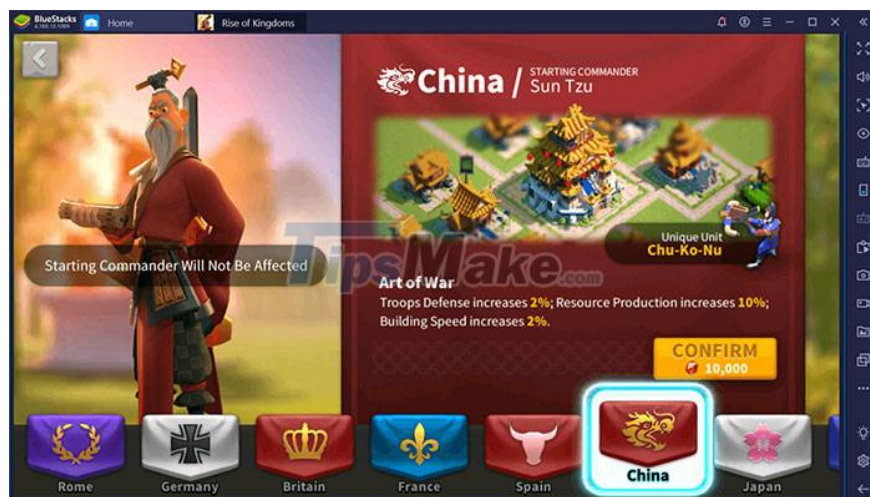 BlueStacks
Home
Rise of Kingdoms
China / STARTING COMMANDER
Sun Tzu
Unique Unit
Chu-Ko-Nu
Starting Commander Will Not Be Affected
TipsMake.com
Art of War
Troops Defense increases 2%; Resource Production increases 10%;
Building Speed increases 2%.
CONFIRM
10,000
Rome
Germany
Britain
France
Spain
China
Japan